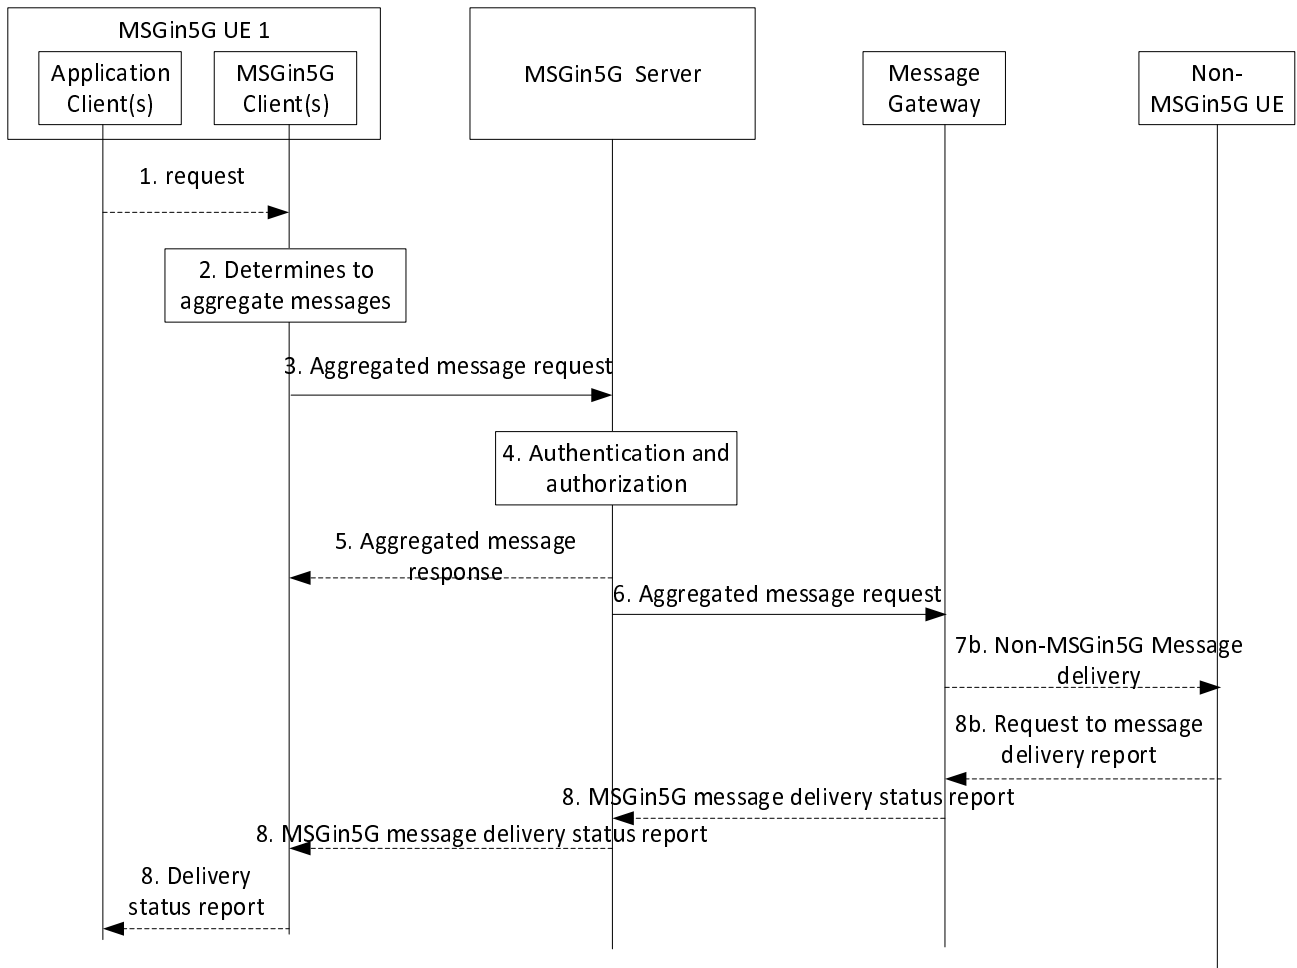 MSGin5G UE 1
Application
Client(s)
MSGin5G
Client(s)
MSGin5G  Server
Message
Gateway
Non-
MSGin5G UE
1. request
2. Determines to
aggregate messages
3. Aggregated message request
4. Authentication and
authorization
5. Aggregated message
response
6. Aggregated message request
7b. Non-MSGin5G Message
delivery
8b. Request to message
delivery report
8. MSGin5G message delivery status report
8. MSGin5G message delivery status report
8. Delivery
status report